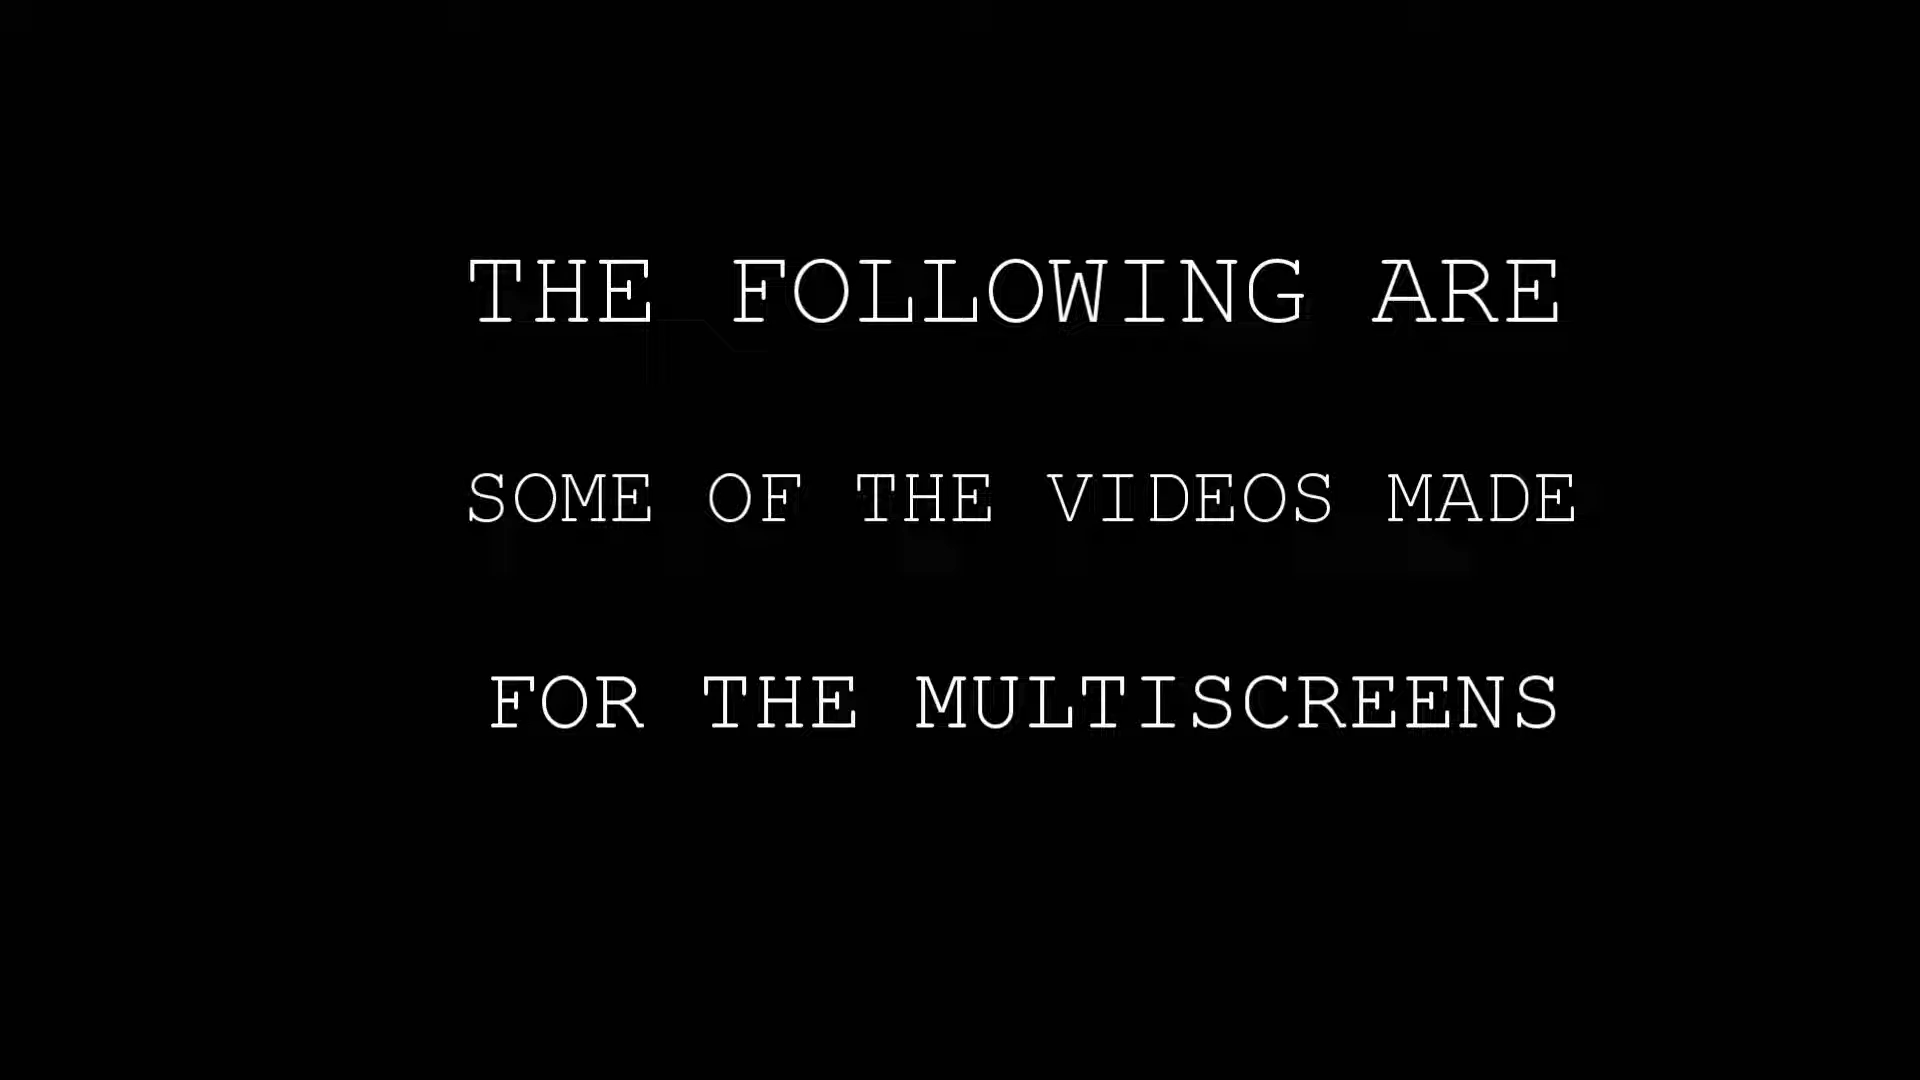 THE FOLLOWING ARE
SOME OF THE VIDEOS MADE
FOR THE MULTISCREENS